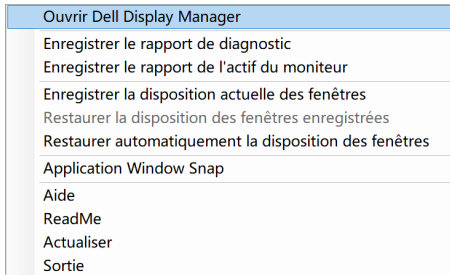 Ouvrir Dell Display Manager
Enregistrer le rapport de diagnostic
Enregistrer le rapport de l'actif du moniteur
Enregistrer la disposition actuelle des fenêtres
Restaurer la disposition des fenêtres enregistrées
Restaurer automatiquement la disposition des fenêtres
Application Window Snap
Aide
ReadMe
Actualiser
Sortie